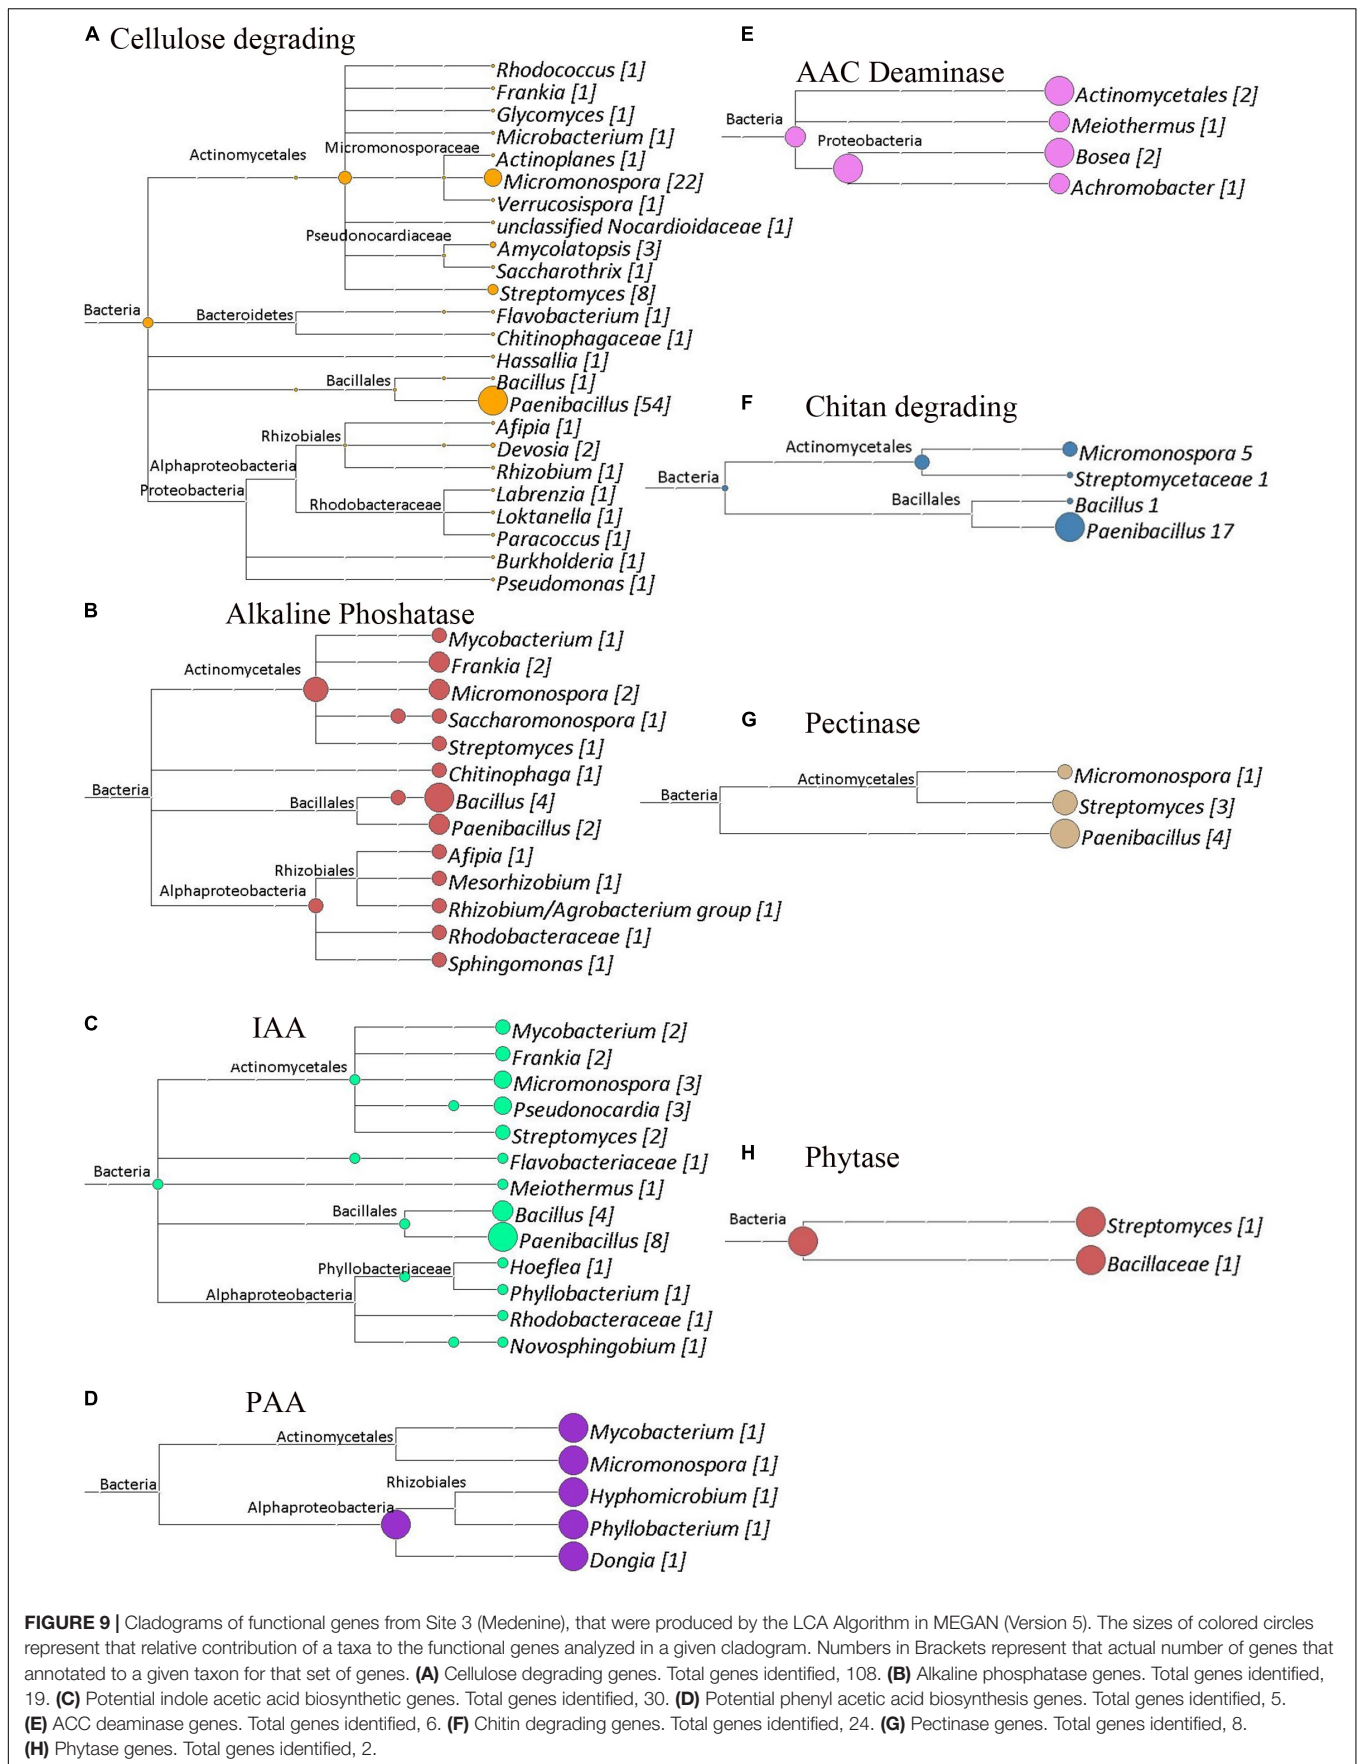 A Cellulose degrading
Rhodococcus [1]
Frankia [1]
Glycomyces [1]
Microbacterium [1]
Actinomycetales
Micromonosporaceae
Actinoplanes [1]
Micromonospora [22]
Verrucosispora [1]
unclassified Nocardioidaceae [1]
Pseudonocardiaceae
Amycolatopsis [3]
Saccharothrix [1]
Streptomyces [8]
Bacteria
Bacteroidetes
Flavobacterium [1]
Chitinophagaceae [1]
Hassallia [1]
Bacillales
Bacillus [1]
Paenibacillus [54]
Afipia [1]
Rhizobiales
Devosia [2]
Alphaproteobacteria
Rhizobium [1]
Proteobacteria
Labrenzia [1]
Rhodobacteraceae
Loktanella [1]
Paracoccus [1]
Burkholderia [1]
Pseudomonas [1]
B Alkaline Phoshatase
Mycobacterium [1]
Actinomycetales
Frankia [2]
Micromonospora [2]
Saccharomonospora [1]
Streptomyces [1]
Chitinophaga [1]
Bacteria
Bacillales
Bacillus [4]
Paenibacillus [2]
Afipia [1]
Rhizobiales
Mesorhizobium [1]
Alphaproteobacteria
Rhizobium/Agrobacterium group [1]
Rhodobacteraceae [1]
Sphingomonas [1]
C IAA
Mycobacterium [2]
Frankia [2]
Actinomycetales
Micromonospora [3]
Pseudonocardia [3]
Streptomyces [2]
Flavobacteriaceae [1]
Bacteria
Meiothermus [1]
Bacillales
Bacillus [4]
Paenibacillus [8]
Phyllobacteriaceae
Hoeflea [1]
Alphaproteobacteria
Phyllobacterium [1]
Rhodobacteraceae [1]
Novosphingobium [1]
D PAA
Mycobacterium [1]
Actinomycetales
Micromonospora [1]
Bacteria
Rhizobiales
Hyphomicrobium [1]
Alphaproteobacteria
Phyllobacterium [1]
Dongia [1]
E
AAC Deaminase
Actinomycetales [2]
Bacteria
Meiothermus [1]
Proteobacteria
Bosea [2]
Achromobacter [1]
F Chitan degrading
Actinomycetales
Micromonospora 5
Bacteria
Streptomycetaceae 1
Bacillales
Bacillus 1
Paenibacillus 17
G Pectinase
Actinomycetales
Micromonospora [1]
Bacteria
Streptomyces [3]
Paenibacillus [4]
H Phytase
Bacteria
Streptomyces [1]
Bacillaceae [1]
FIGURE 9 | Cladograms of functional genes from Site 3 (Medenine), that were produced by the LCA Algorithm in MEGAN (Version 5). The sizes of colored circles
represent that relative contribution of a taxa to the functional genes analyzed in a given cladogram. Numbers in Brackets represent that actual number of genes that
annotated to a given taxon for that set of genes. (A) Cellulose degrading genes. Total genes identified, 108. (B) Alkaline phosphatase genes. Total genes identified,
19. (C) Potential indole acetic acid biosynthetic genes. Total genes identified, 30. (D) Potential phenyl acetic acid biosynthesis genes. Total genes identified, 5.
(E) ACC deaminase genes. Total genes identified, 6. (F) Chitin degrading genes. Total genes identified, 24. (G) Pectinase genes. Total genes identified, 8.
(H) Phytase genes. Total genes identified, 2.